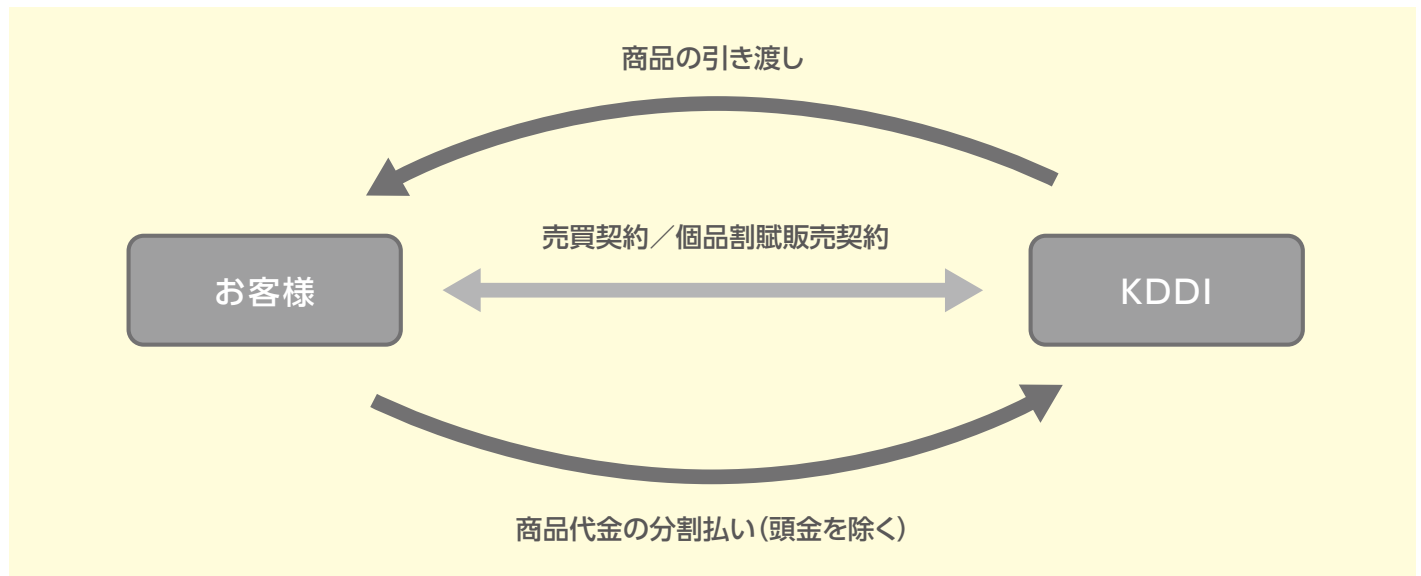 商品の引き渡し
売買契約／個品割賦販売契約
お客様
KDDI
商品代金の分割払い（頭金を除く）